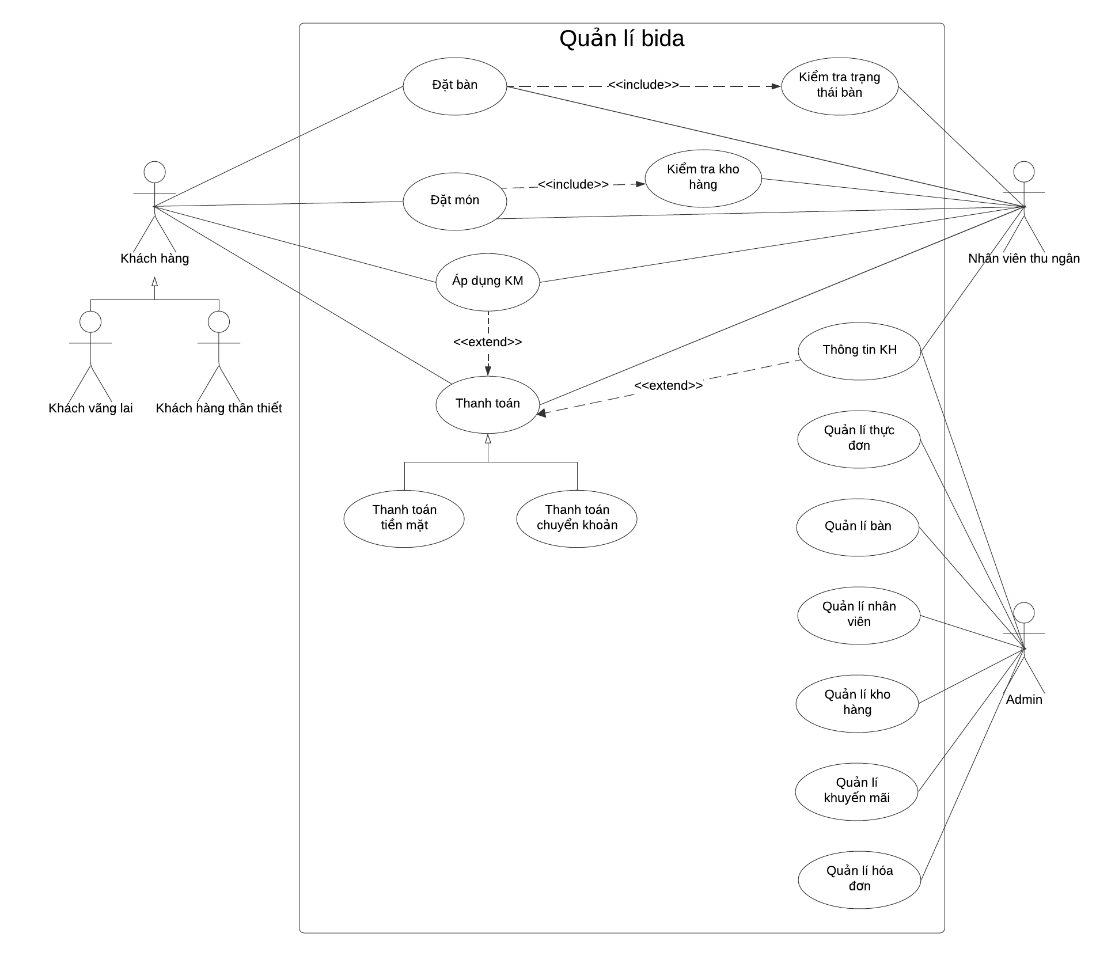 Quản lí bida
Đặt bàn
<<include>>
Kiểm tra trạng
thái bàn
Kiểm tra kho
hàng
<<include>>
Đặt món
Khách hàng
Nhân viên thu ngân
Áp dụng KM
<<extend>>
Thông tin KH
<<extend>>
Thanh toán
Khách vãng lai
Khách hàng thân thiết
Quản lí thực
đơn
Thanh toán
tiền mặt
Thanh toán
chuyển khoản
Quản lí bàn
Quản lí nhân
viên
Quản lí kho
hàng
Admin
Quản lí
khuyến mãi
Quản lí hóa
đơn